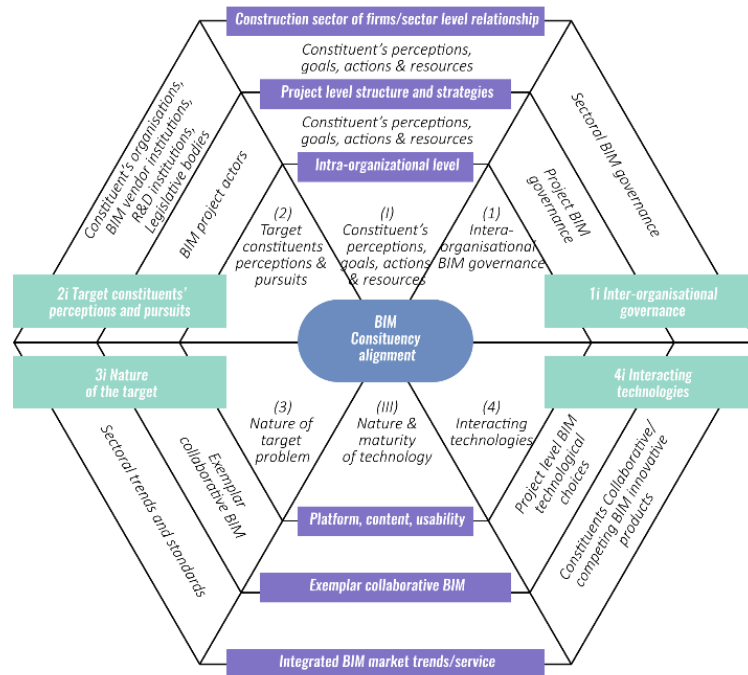 Construction sector of firms/sector level relationship
Constituent's perceptions,
goals, actions & resources
Project level structure and strategies
Constituent's perceptions,
goals, actions & resources
Intra-organizational level
Constituent's organisations,
BIM vendor institutions,
R&D institutions,
Legislative bodies
BIM project actors
(2)
Target
constituents
perceptions &
pursuits
(I)
Constituent's
perceptions,
goals, actions
& resources
(1)
Intera-
organisational
BIM governance
Project BIM
governance
Sectoral BIM governance
2i Target constituents'
perceptions and pursuits
1i Inter-organisational
governance
BIM
Consituency
alignment
3i Nature
of the target
4i Interacting
technologies
(3)
Nature of
target
problem
(III)
Nature &
maturity
of technology
(4)
Interacting
technologies
Sectoral trends and standards
Exemplar
collaborative BIM
Project level BIM
technological
choices
Constituents Collaborative/
competing BIM innovative
products
Platform, content, usability
Exemplar collaborative BIM
Integrated BIM market trends/service